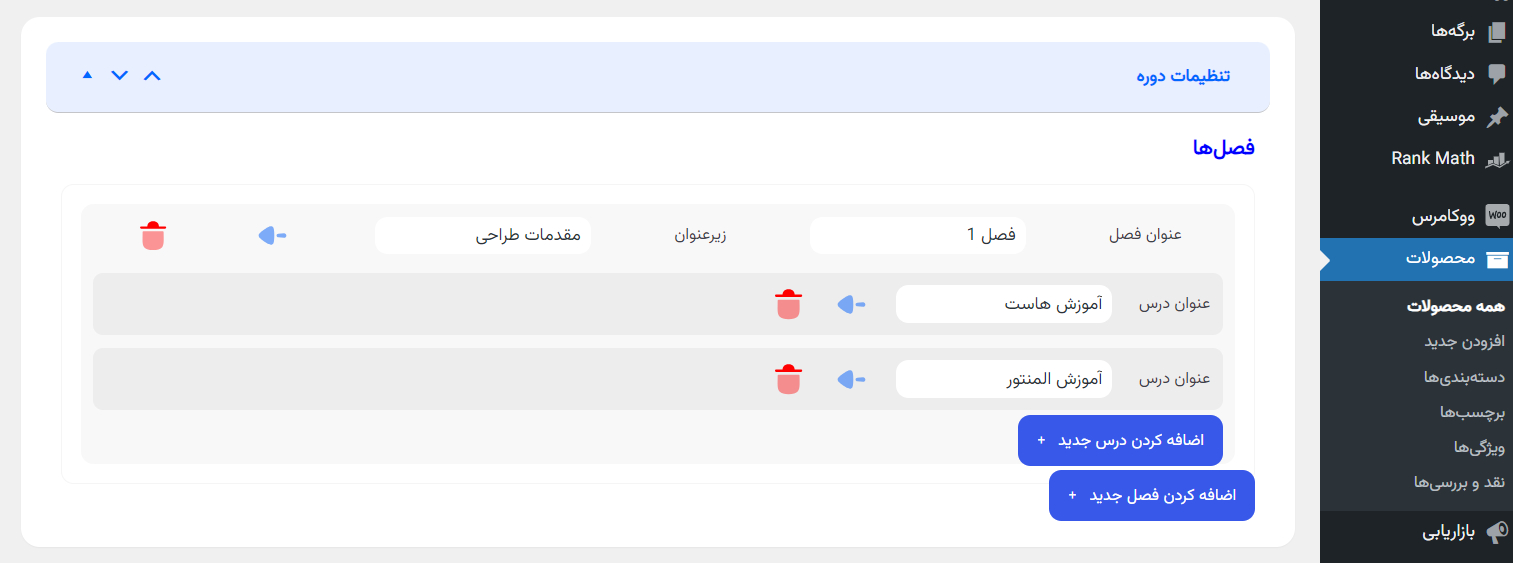 برگه‌ها
دیدگاه‌ها
موسیقی
Rank Math
ووکامرس
محصولات
همه محصولات
افزودن جدید
دسته‌بندی‌ها
برچسب‌ها
ویژگی‌ها
نقد و بررسی‌ها
بازاریابی
تنظیمات دوره
فصل‌ها
عنوان فصل فصل 1 زیرعنوان مقدمات طراحی
عنوان درس آموزش هاست
عنوان درس آموزش المنتور
اضافه کردن درس جدید +
اضافه کردن فصل جدید +